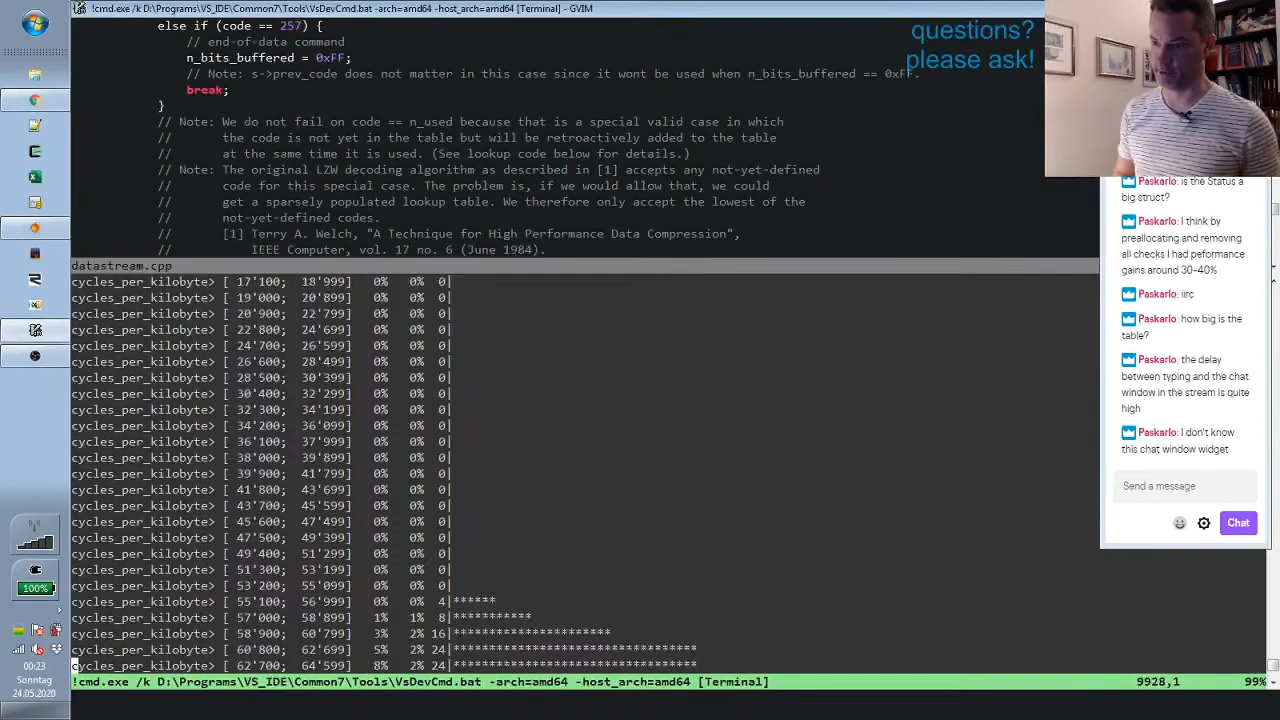 !cmd.exe /k D:\Programs\VS_IDE\Common7\Tools\VsDevCmd.bat -arch=amd64 -host_arch=amd64 [Terminal] - GVIM
else if (code == 257) {
// end-of-data command
n_bits_buffered = 0xFF;
// Note: s->prev_code does not matter in this case since it wont be used when n_bits_buffered == 0xFF.
break;
}
// Note: We do not fail on code == n_used because that is a special valid case in which
//       the code is not yet in the table but will be retroactively added to the table
//       at the same time it is used. (See lookup code below for details.)
// Note: The original LZW decoding algorithm as described in [1] accepts any not-yet-defined
//       code for this special case. The problem is, if we would allow that, we could
//       get a sparsely populated lookup table. We therefore only accept the lowest of the
//       not-yet-defined codes.
//       [1] Terry A. Welch, "A Technique for High Performance Data Compression",
//       IEEE Computer, vol. 17 no. 6 (June 1984).
datastream.cpp
cycles_per_kilobyte> [ 17'100;  18'999]   0%   0%  0|
cycles_per_kilobyte> [ 19'000;  20'899]   0%   0%  0|
cycles_per_kilobyte> [ 20'900;  22'799]   0%   0%  0|
cycles_per_kilobyte> [ 22'800;  24'699]   0%   0%  0|
cycles_per_kilobyte> [ 24'700;  26'599]   0%   0%  0|
cycles_per_kilobyte> [ 26'600;  28'499]   0%   0%  0|
cycles_per_kilobyte> [ 28'500;  30'399]   0%   0%  0|
cycles_per_kilobyte> [ 30'400;  32'299]   0%   0%  0|
cycles_per_kilobyte> [ 32'300;  34'199]   0%   0%  0|
cycles_per_kilobyte> [ 34'200;  36'099]   0%   0%  0|
cycles_per_kilobyte> [ 36'100;  37'999]   0%   0%  0|
cycles_per_kilobyte> [ 38'000;  39'899]   0%   0%  0|
cycles_per_kilobyte> [ 39'900;  41'799]   0%   0%  0|
cycles_per_kilobyte> [ 41'800;  43'699]   0%   0%  0|
cycles_per_kilobyte> [ 43'700;  45'599]   0%   0%  0|
cycles_per_kilobyte> [ 45'600;  47'499]   0%   0%  0|
cycles_per_kilobyte> [ 47'500;  49'399]   0%   0%  0|
cycles_per_kilobyte> [ 49'400;  51'299]   0%   0%  0|
cycles_per_kilobyte> [ 51'300;  53'199]   0%   0%  0|
cycles_per_kilobyte> [ 53'200;  55'099]   0%   0%  0|
cycles_per_kilobyte> [ 55'100;  56'999]   0%   0%  4|******
cycles_per_kilobyte> [ 57'000;  58'899]   1%   1%  8|***********
cycles_per_kilobyte> [ 58'900;  60'799]   3%   2% 16|**********************
cycles_per_kilobyte> [ 60'800;  62'699]   5%   2% 24|**********************************
cycles_per_kilobyte> [ 62'700;  64'599]   8%   2% 24|**********************************
!cmd.exe /k D:\Programs\VS_IDE\Common7\Tools\VsDevCmd.bat -arch=amd64 -host_arch=amd64 [Terminal]
9928,1
99%
questions?
please ask!
Paskarlo: is the Status a
big struct?
Paskarlo: I think by
preallocating and removing
all checks I had peformance
gains around 30-40%
Paskarlo: iirc
Paskarlo: how big is the
table?
Paskarlo: the delay
between typing and the chat
window in the stream is quite
high
Paskarlo: I don't know
this chat window widget
Send a message
Chat
100%
00:23
Sonntag
24.05.2020